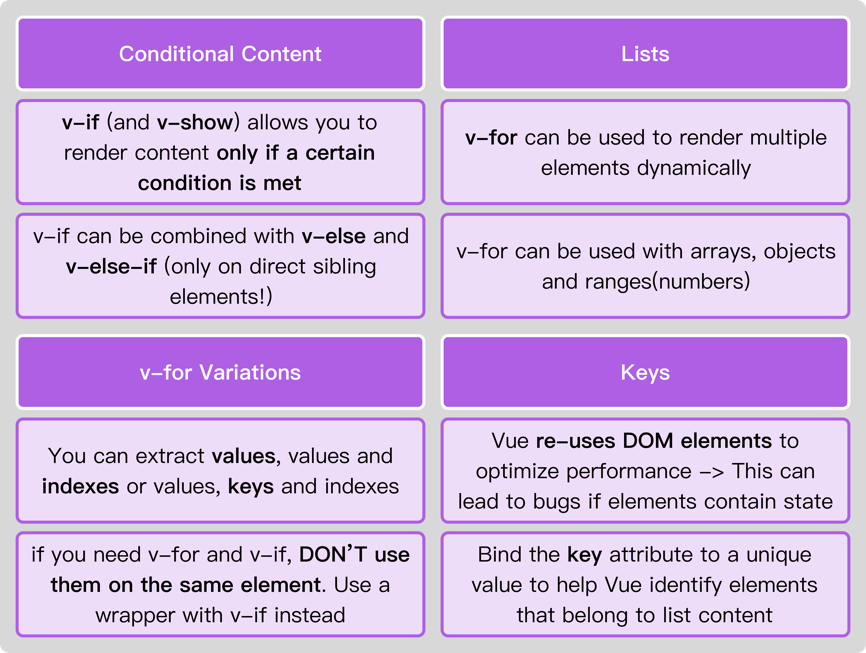 Conditional Content
v-if (and v-show) allows you to
render content only if a certain
condition is met
v-if can be combined with v-else and
v-else-if (only on direct sibling
elements!)
Lists
v-for can be used to render multiple
elements dynamically
v-for can be used with arrays, objects
and ranges(numbers)
v-for Variations
You can extract values, values and
indexes or values, keys and indexes
if you need v-for and v-if, DON'T use
them on the same element. Use a
wrapper with v-if instead
Keys
Vue re-uses DOM elements to
optimize performance -> This can
lead to bugs if elements contain state
Bind the key attribute to a unique
value to help Vue identify elements
that belong to list content